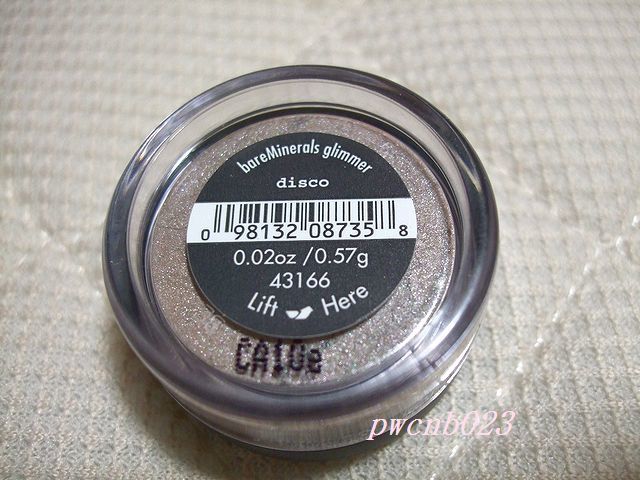 bareMinerals glimmer
disco
0 98132 08735 8
0.02oz /0.57g
43166
Lift Here
CA10e
pwcnb023